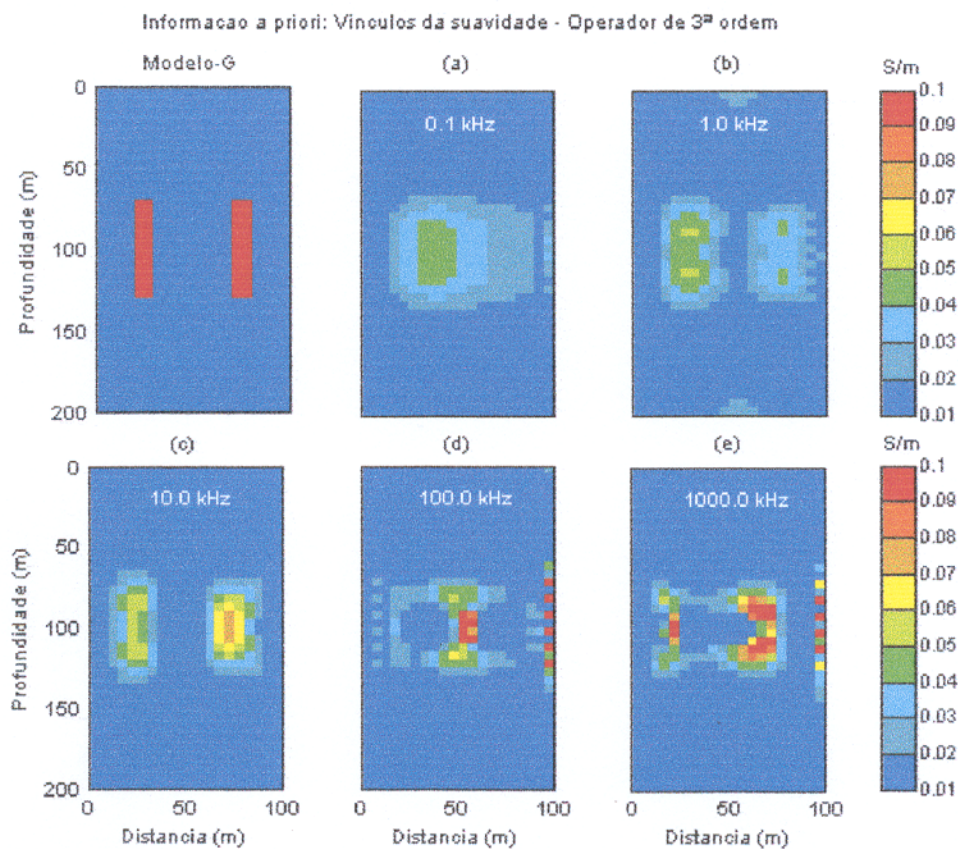 Informacao a priori: Vinculos da suavidade - Operador de 3ª ordem
Modelo-G
(a)
(b)
S/m
0
50
100
150
200
Profundidade (m)
0.1 kHz
1.0 kHz
0.1
0.09
0.08
0.07
0.06
0.05
0.04
0.03
0.02
0.01
(c)
(d)
(e)
S/m
0
50
100
150
200
Profundidade (m)
10.0 kHz
100.0 kHz
1000.0 kHz
0.1
0.09
0.08
0.07
0.06
0.05
0.04
0.03
0.02
0.01
0
100
0
50
100
0
100
Distancia (m)
Distancia (m)
Distancia (m)